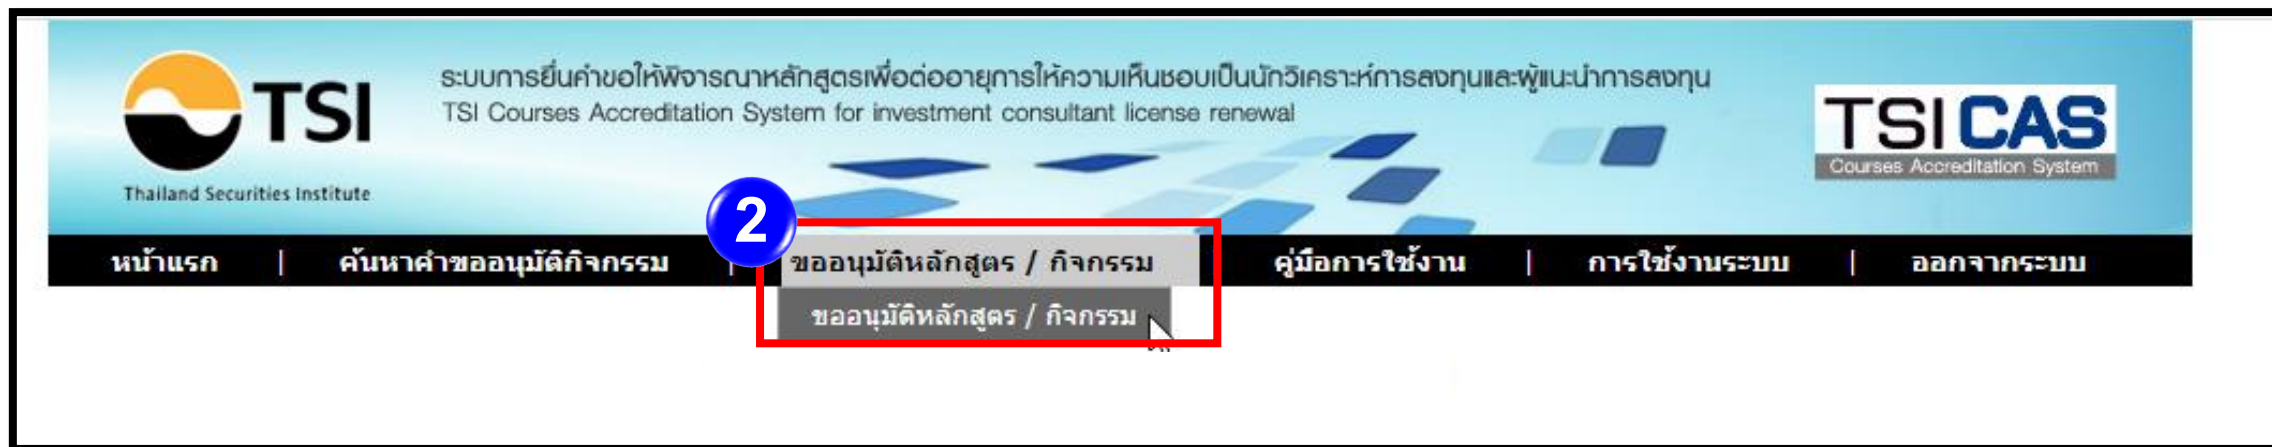 TSI
Thailand Securities Institute
ระบบการยื่นคำขอให้พิจารณาหลักสูตรเพื่อต่ออายุการให้ความเห็นชอบเป็นนักวิเคราะห์การลงทุนและผู้แนะนำการลงทุน
TSI Courses Accreditation System for investment consultant license renewal
TSI CAS
Courses Accreditation System
2
หน้าแรก | ค้นหาคำขออนุมัติกิจกรรม | ขออนุมัติหลักสูตร / กิจกรรม คู่มือการใช้งาน | การใช้งานระบบ | ออกจากระบบ
ขออนุมัติหลักสูตร / กิจกรรม